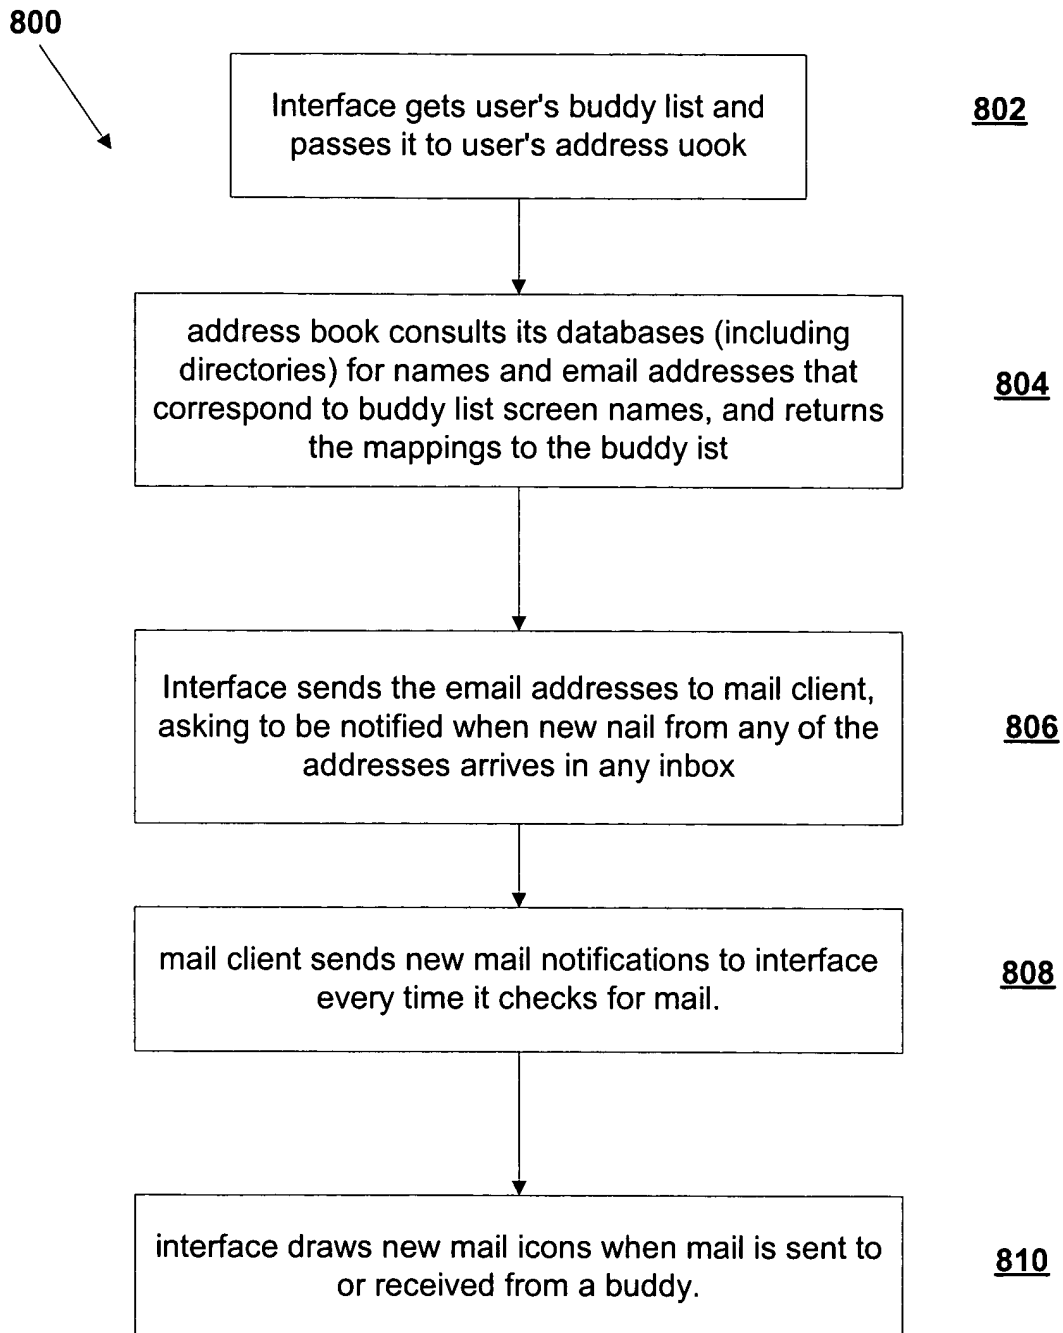 800
Interface gets user's buddy list and
passes it to user's address uook
802
address book consults its databases (including
directories) for names and email addresses that
correspond to buddy list screen names, and returns
the mappings to the buddy ist
804
Interface sends the email addresses to mail client,
asking to be notified when new nail from any of the
addresses arrives in any inbox
806
mail client sends new mail notifications to interface
every time it checks for mail.
808
interface draws new mail icons when mail is sent to
or received from a buddy.
810